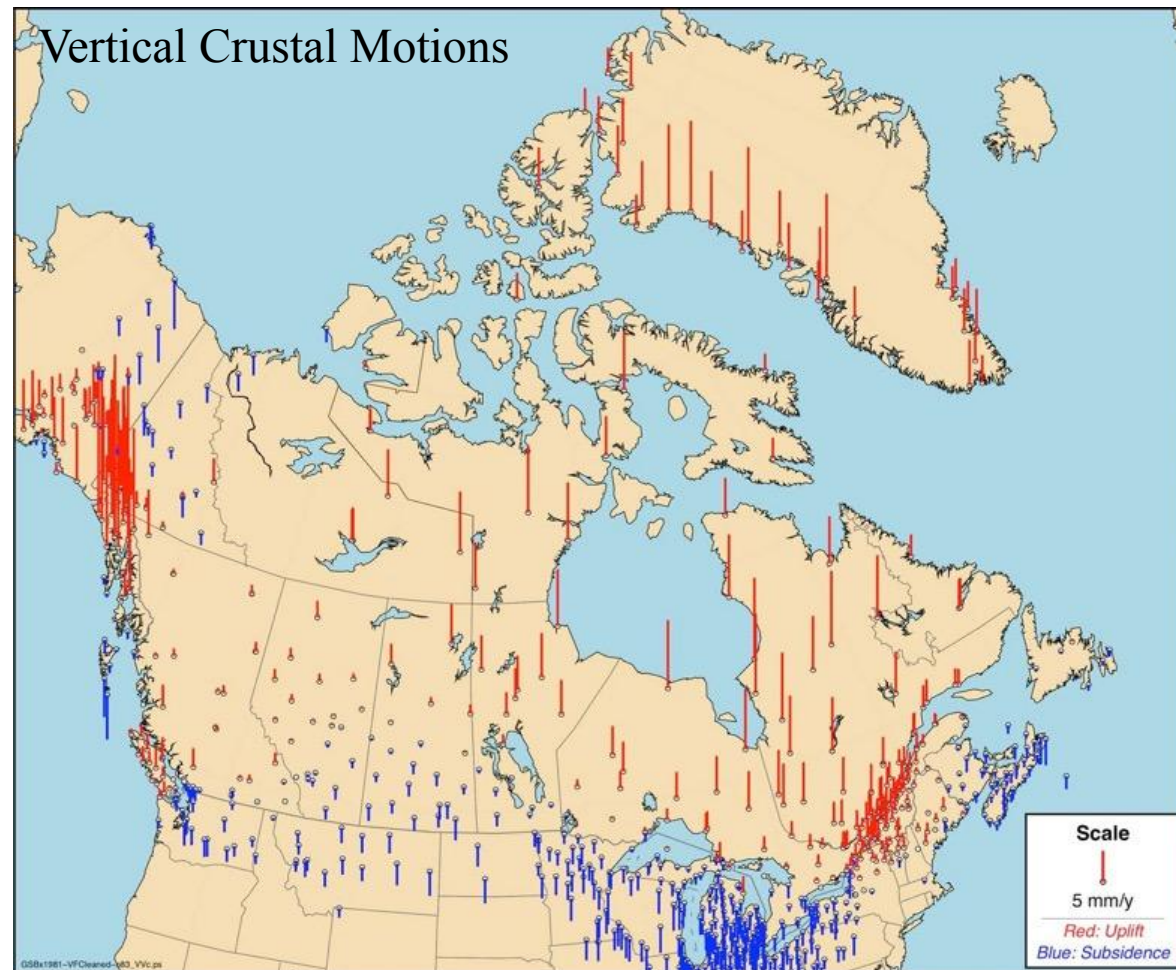 Vertical Crustal Motions
Scale
5 mm/y
Red: Uplift
Blue: Subsidence